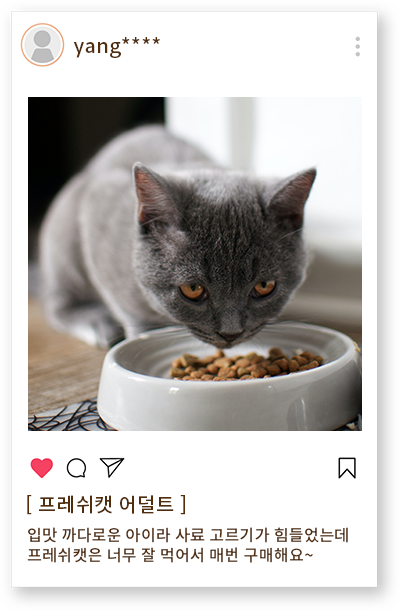 yang****
[ 프레쉬캣 어덜트 ]
입맛 까다로운 아이라 사료 고르기가 힘들었는데
프레쉬캣은 너무 잘 먹어서 매번 구매해요~